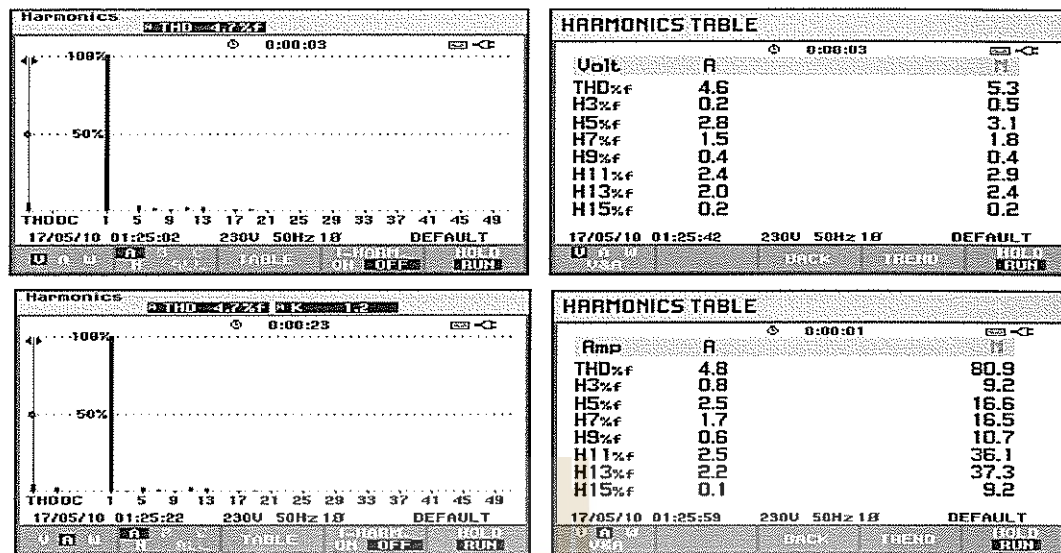 Harmonics
THD 4.7%f
0:00:03
100%
50%
THDDC 1 5 9 13 17 21 25 29 33 37 41 45 49
17/05/10 01:25:02 230V 50Hz 1Ø DEFAULT
V A W A TABLE ON OFF HOLD RUN
HARMONICS TABLE
0:00:03
Volt A
THD%f 4.6 5.3
H3%f 0.2 0.5
H5%f 2.8 3.1
H7%f 1.5 1.8
H9%f 0.4 0.4
H11%f 2.4 2.9
H13%f 2.0 2.4
H15%f 0.2 0.2
17/05/10 01:25:42 230V 50Hz 1Ø DEFAULT
V A W V&A BACK TREND HOLD RUN
Harmonics
THD 4.7%f K 1.2
0:00:23
100%
50%
THDDC 1 5 9 13 17 21 25 29 33 37 41 45 49
17/05/10 01:25:22 230V 50Hz 1Ø DEFAULT
V A W A TABLE ON OFF HOLD RUN
HARMONICS TABLE
0:00:01
Amp A
THD%f 4.8 80.9
H3%f 0.8 9.2
H5%f 2.5 16.6
H7%f 1.7 16.5
H9%f 0.6 10.7
H11%f 2.5 36.1
H13%f 2.2 37.3
H15%f 0.1 9.2
17/05/10 01:25:59 230V 50Hz 1Ø DEFAULT
V A W V&A BACK TREND HOLD RUN